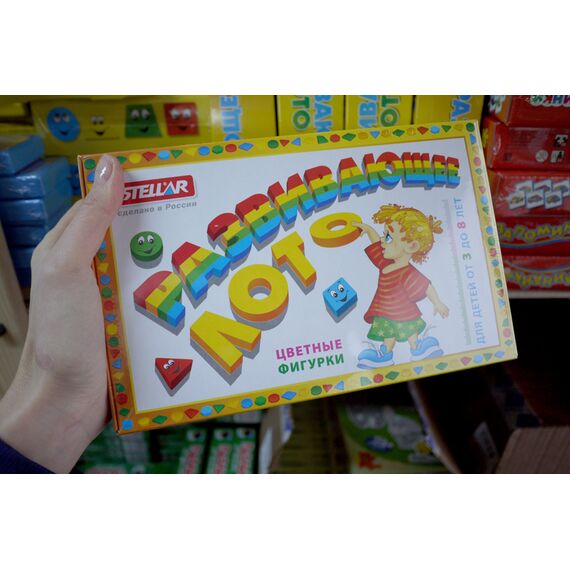 STELLAR
сделано в России
РАЗВИВАЮЩЕЕ
ЛОТО
ЦВЕТНЫЕ
ФИГУРКИ
ДЛЯ ДЕТЕЙ ОТ 3 ДО 8 ЛЕТ